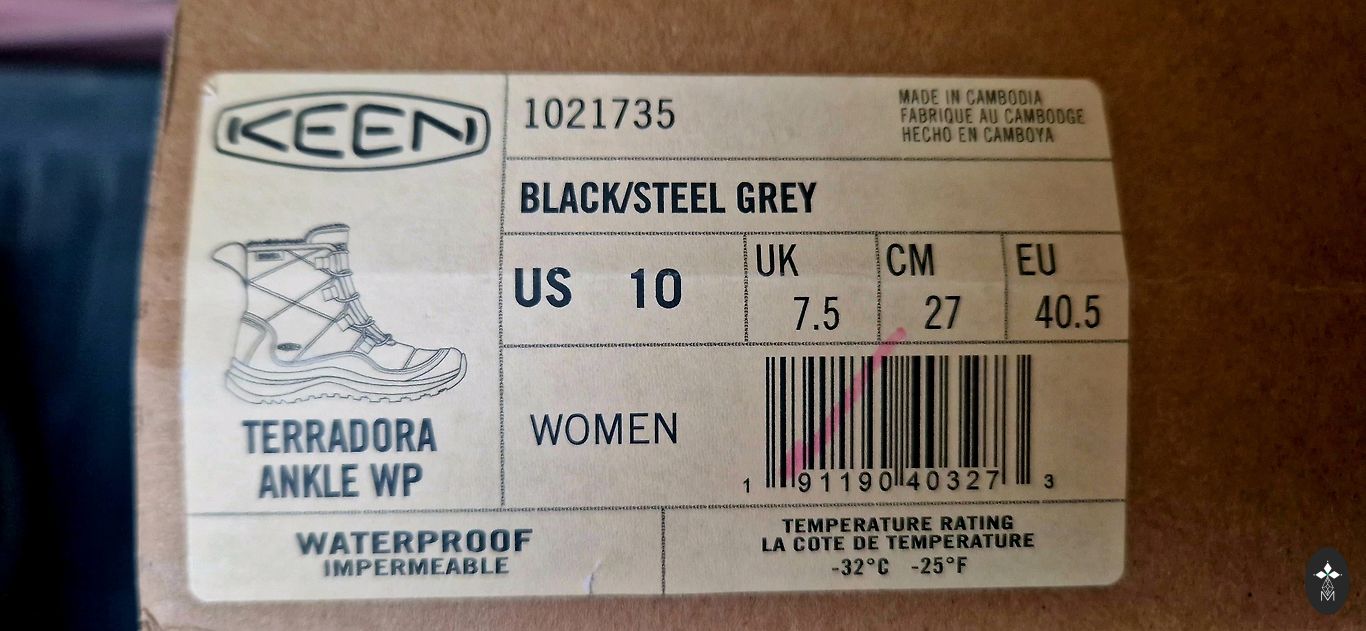 KEEN
1021735
MADE IN CAMBODIA
FABRIQUE AU CAMBODGE
HECHO EN CAMBOYA
BLACK/STEEL GREY
US 10
UK
7.5
CM
27
EU
40.5
TERRADORA
ANKLE WP
WOMEN
1 91190 40327 3
WATERPROOF
IMPERMEABLE
TEMPERATURE RATING
LA COTE DE TEMPERATURE
-32°C -25°F
M